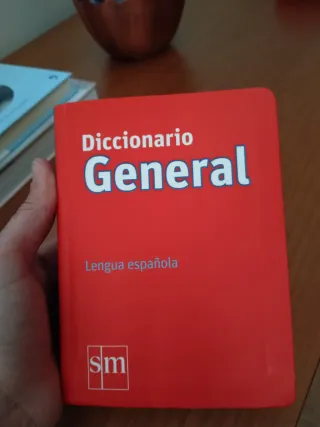 Diccionario
General
Lengua española
sm